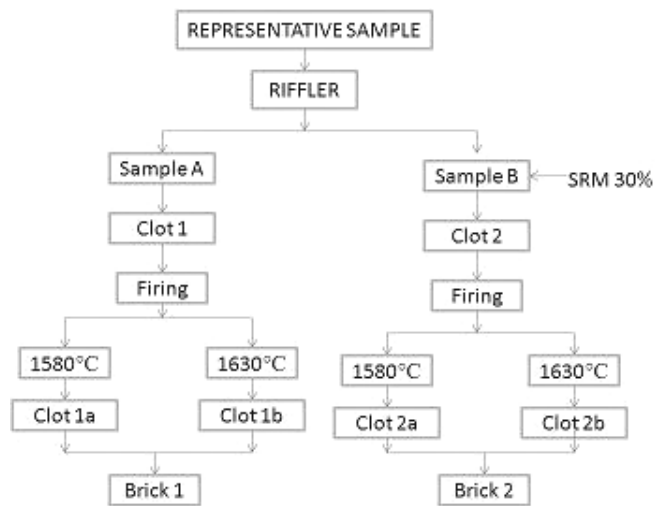 REPRESENTATIVE SAMPLE
RIFFLER
Sample A
Sample B
SRM 30%
Clot 1
Clot 2
Firing
Firing
1580°C
1630°C
1580°C
1630°C
Clot 1a
Clot 1b
Clot 2a
Clot 2b
Brick 1
Brick 2